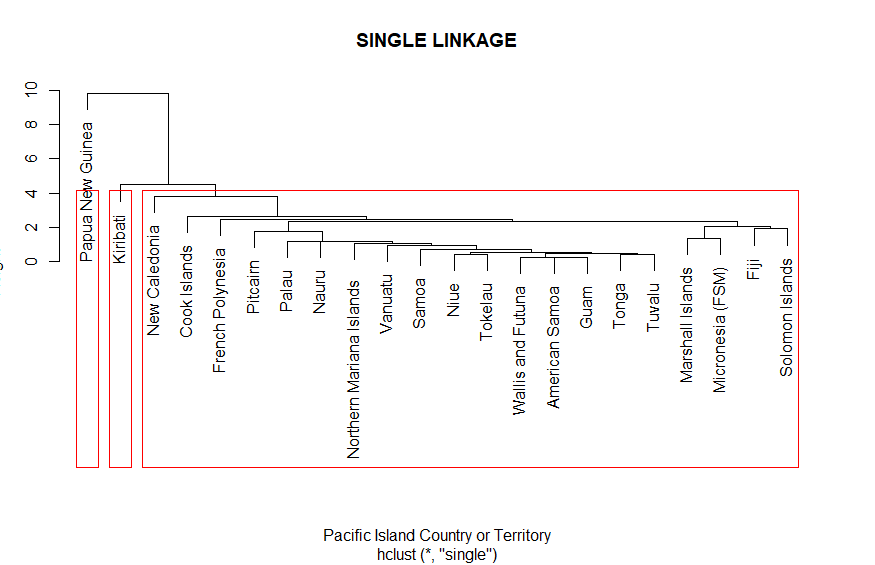 SINGLE LINKAGE
10
8
6
4
2
0
Papua New Guinea
Kiribati
New Caledonia
Cook Islands
French Polynesia
Pitcairn
Palau
Nauru
Northern Mariana Islands
Vanuatu
Samoa
Niue
Tokelau
Wallis and Futuna
American Samoa
Guam
Tonga
Tuvalu
Marshall Islands
Micronesia (FSM)
Fiji
Solomon Islands
Pacific Island Country or Territory
hclust (*, "single")